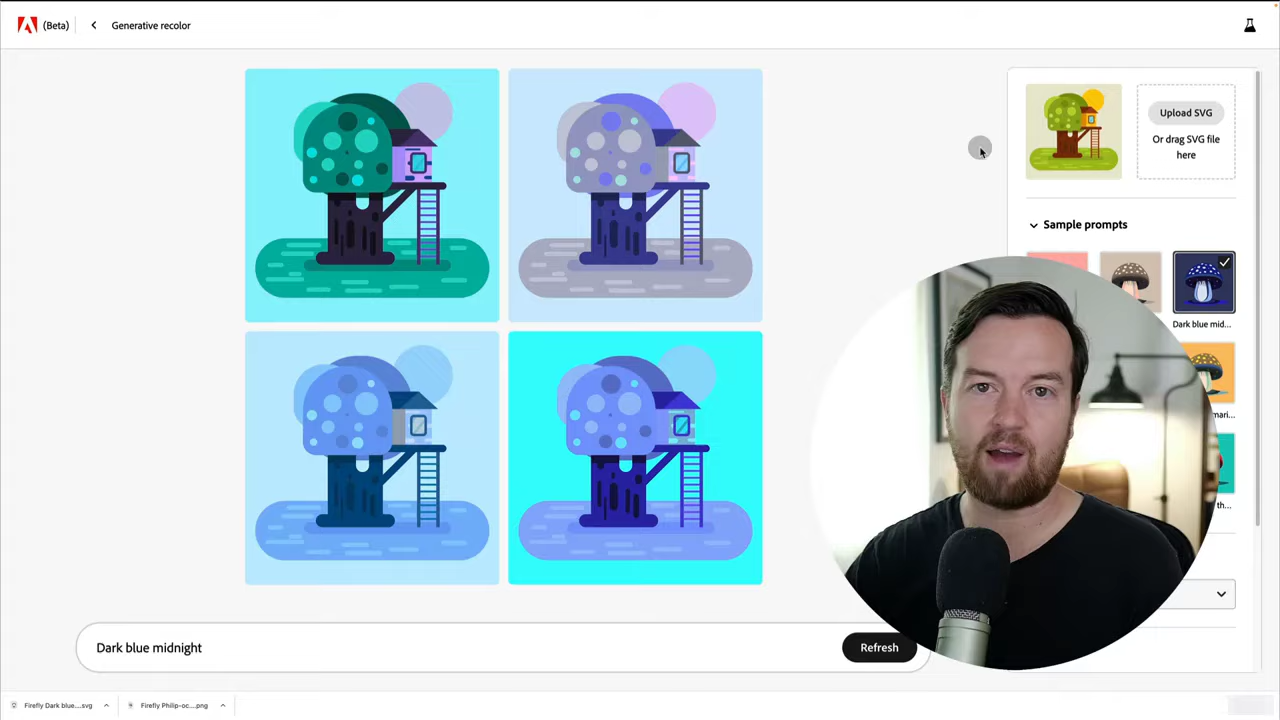 (Beta)
Generative recolor
Upload SVG
Or drag SVG file
here
Sample prompts
Dark blue mid...
Dark blue midnight
Refresh
Firefly Dark blue....svg
Firefly Philip-oc....png